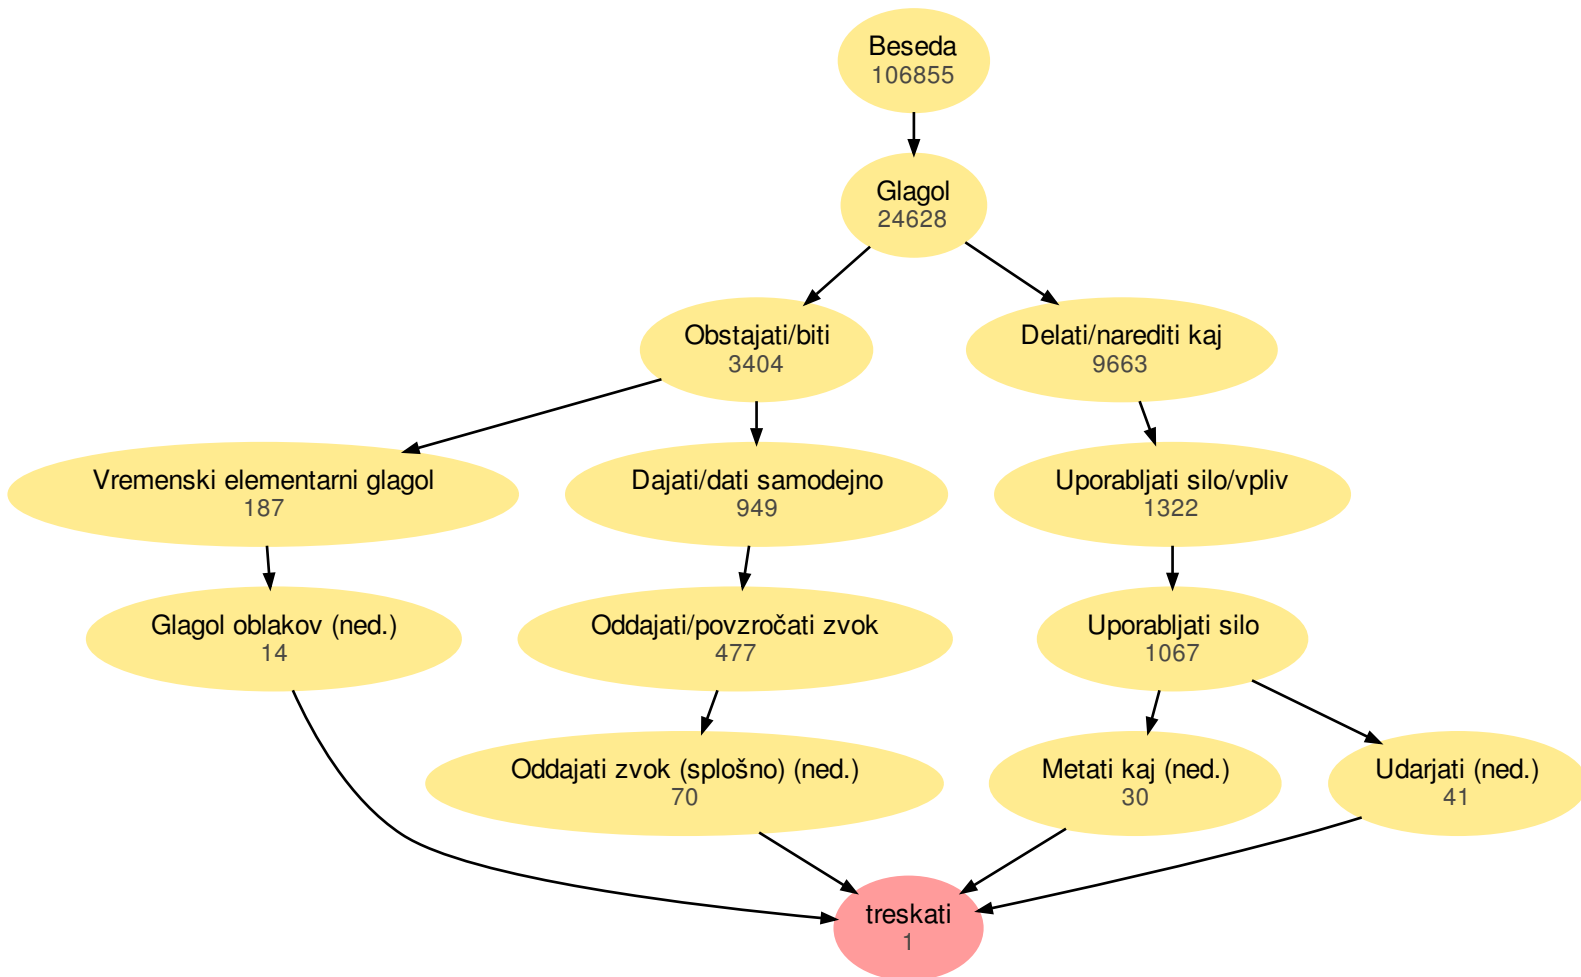 Beseda
106855
Glagol
24628
Obstajati/biti
3404
Delati/narediti kaj
9663
Vremenski elementarni glagol
187
Dajati/dati samodejno
949
Uporabljati silo/vpliv
1322
Glagol oblakov (ned.)
14
Oddajati/povzročati zvok
477
Uporabljati silo
1067
Oddajati zvok (splošno) (ned.)
70
Metati kaj (ned.)
30
Udarjati (ned.)
41
treskati
1